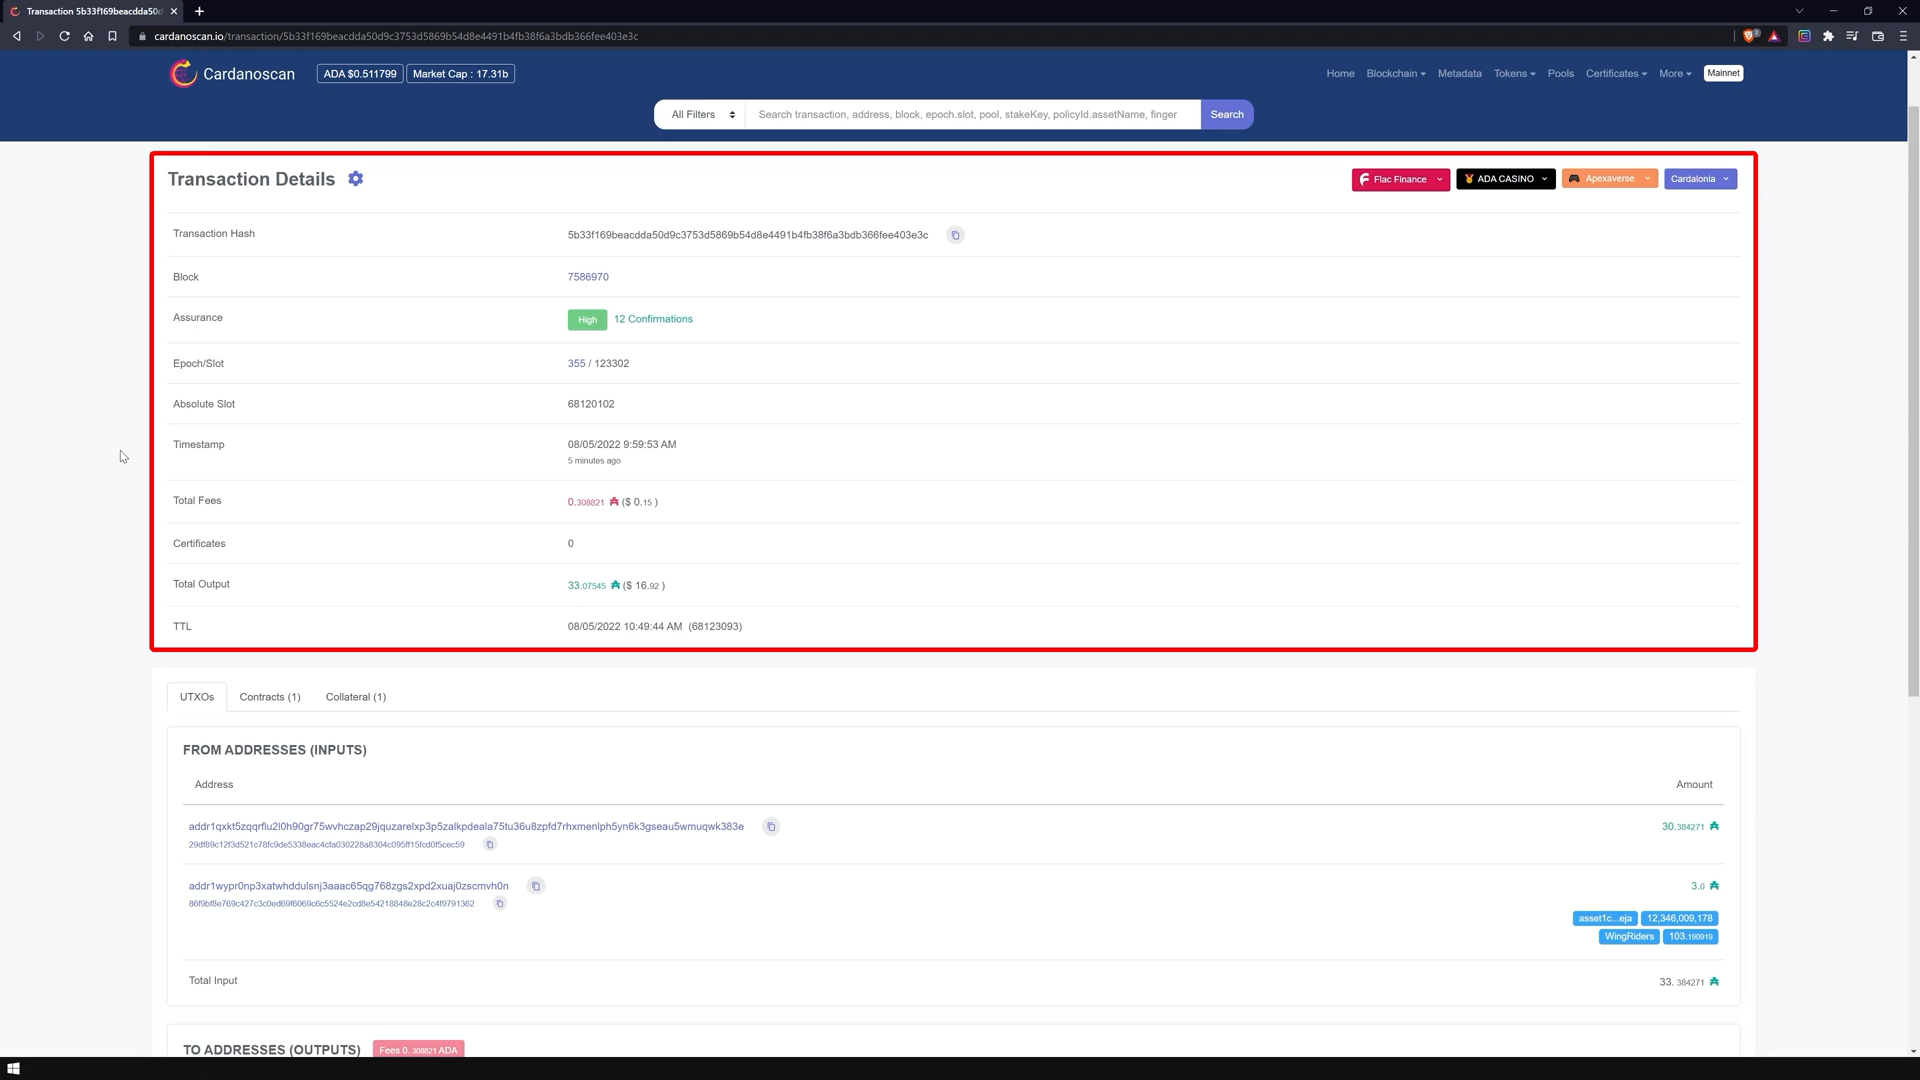 Transaction 5b33f169beacdda50d
cardanoscan.io/transaction/5b33f169beacdda50d9c3753d5869b54d8e4491b4fb38f6a3bdb366fee403e3c
Cardanoscan
ADA $0.511799
Market Cap : 17.31b
Home
Blockchain
Metadata
Tokens
Pools
Certificates
More
Mainnet
All Filters
Search transaction, address, block, epoch.slot, pool, stakeKey, policyId.assetName, finger
Search
Transaction Details
Flac Finance
ADA CASINO
Apexaverse
Cardalonia
Transaction Hash
5b33f169beacdda50d9c3753d5869b54d8e4491b4fb38f6a3bdb366fee403e3c
Block
7586970
Assurance
High
12 Confirmations
Epoch/Slot
355 / 123302
Absolute Slot
68120102
Timestamp
08/05/2022 9:59:53 AM
5 minutes ago
Total Fees
0.308821 ₳ ($ 0.15 )
Certificates
0
Total Output
33.07545 ₳ ($ 16.92 )
TTL
08/05/2022 10:49:44 AM (68123093)
UTXOs
Contracts (1)
Collateral (1)
FROM ADDRESSES (INPUTS)
Address
Amount
addr1qxkt5zqqrflu2l0h90gr75wvhczap29jquzarelxp3p5zalkpdeala75tu36u8zpfd7rhxmenlph5yn6k3gseau5wmuqwk383e
30.384271 ₳
29df89c12f3d521c78fc9de5338eac4cfa030228a8304c095ff15fcd0f5cec59
addr1wypr0np3xatwhddulsnj3aaac65qg768zgs2xpd2xuaj0zscmvh0n
3.0 ₳
86f9bf8e769c427c3c0ed69f6069c6c5524e2cd8e54218848e28c2c4f9791362
asset1c...eja
12,346,009,178
WingRiders
103.190919
Total Input
33. 384271 ₳
TO ADDRESSES (OUTPUTS)
Fees 0. 308821 ADA